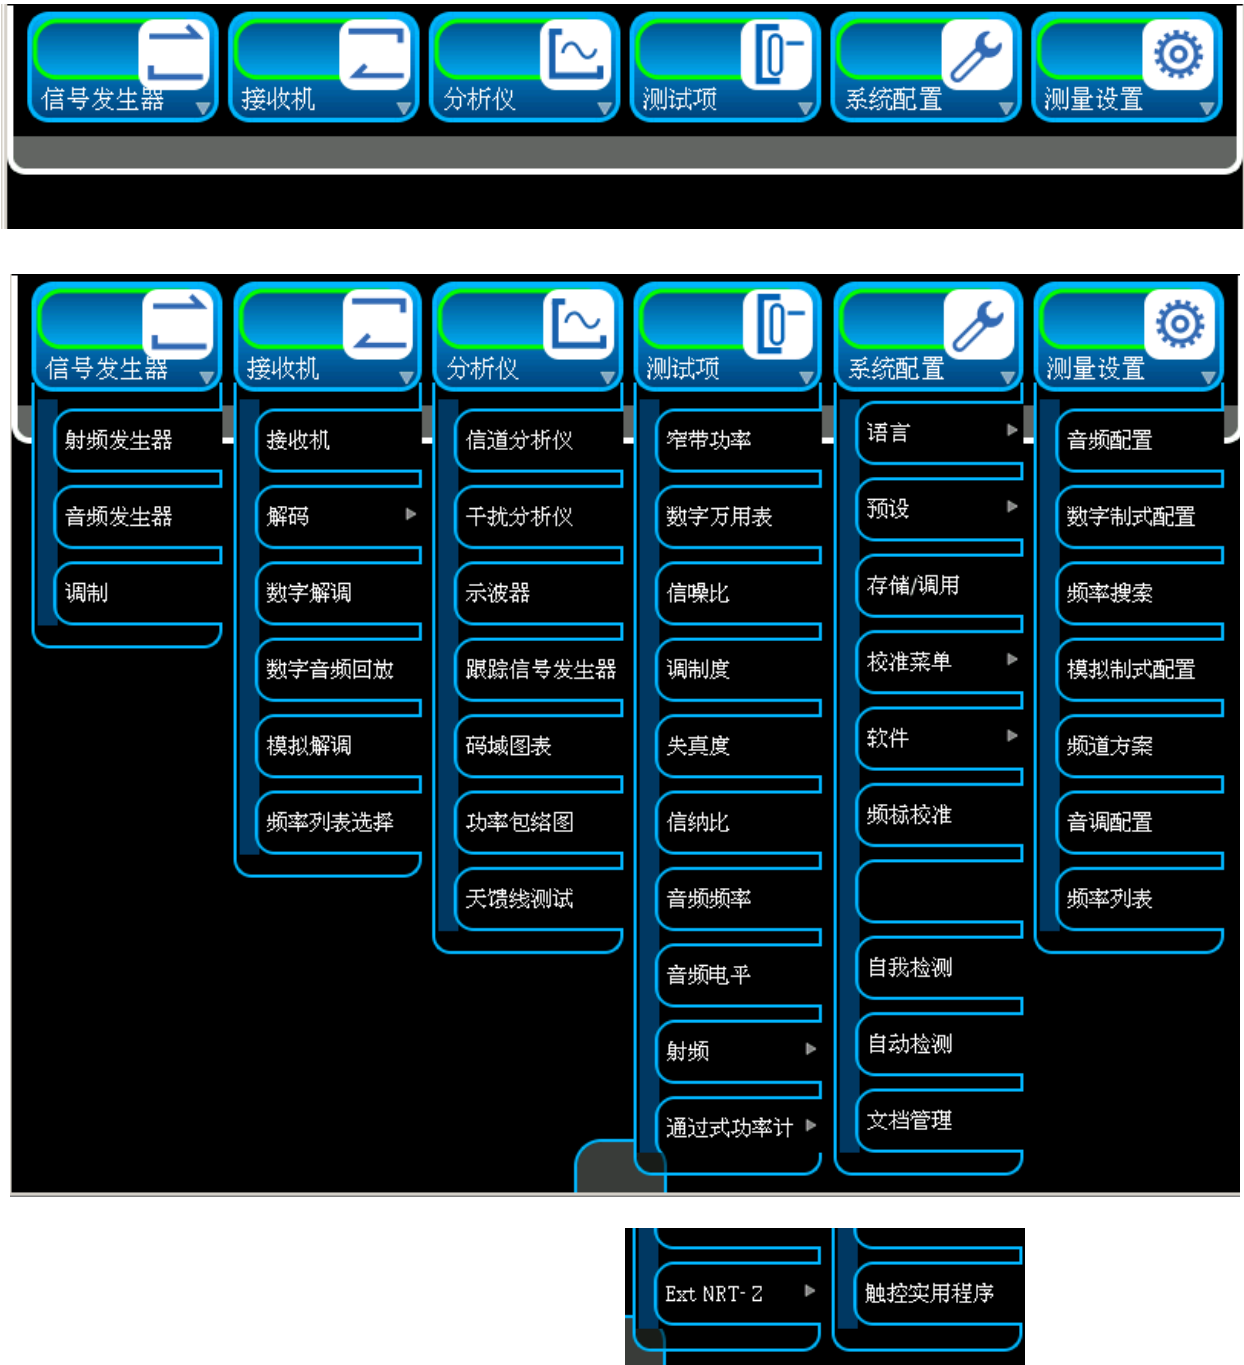 信号发生器 接收机 分析仪 测试项 系统配置 测量设置
信号发生器 接收机 分析仪 测试项 系统配置 测量设置
射频发生器
音频发生器
调制
接收机
解码
数字解调
数字音频回放
模拟解调
频率列表选择
信道分析仪
干扰分析仪
示波器
跟踪信号发生器
码域图表
功率包络图
天馈线测试
窄带功率
数字万用表
信噪比
调制度
失真度
信纳比
音频频率
音频电平
射频
通过式功率计
语言
预设
存储/调用
校准菜单
软件
频标校准
自我检测
自动检测
文档管理
音频配置
数字制式配置
频率搜索
模拟制式配置
频道方案
音调配置
频率列表
Ext NRT- Z
触控实用程序